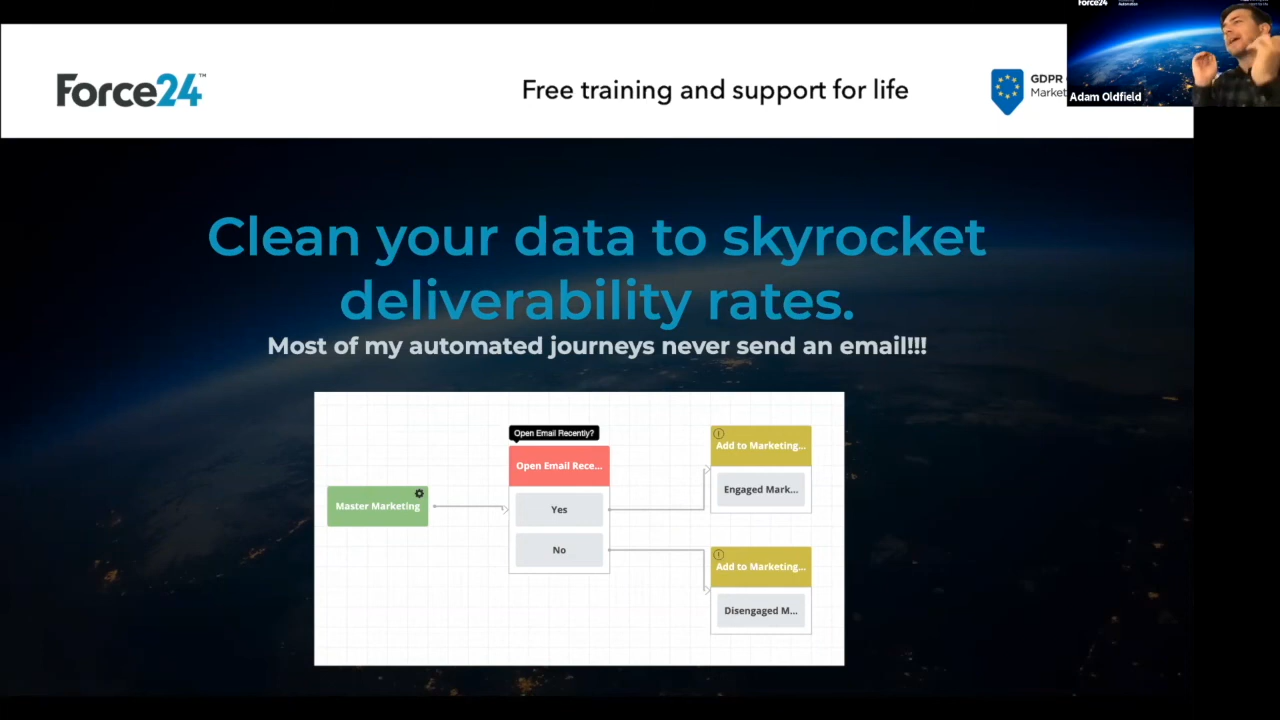 Force24™
Free training and support for life
GDPR
Market
Force24
Adam Oldfield
Clean your data to skyrocket
deliverability rates.
Most of my automated journeys never send an email!!!
Open Email Recently?
Open Email Rece...
Master Marketing
Yes
No
Add to Marketing...
Engaged Mark...
Add to Marketing...
Disengaged M...